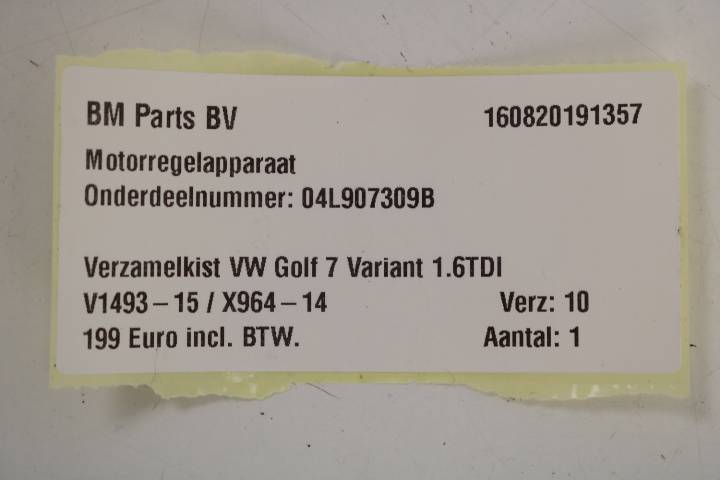 BM Parts BV 160820191357
Motorregelapparaat
Onderdeelnummer: 04L907309B
Verzamelkist VW Golf 7 Variant 1.6TDI
V1493 – 15 / X964 – 14 Verz: 10
199 Euro incl. BTW. Aantal: 1